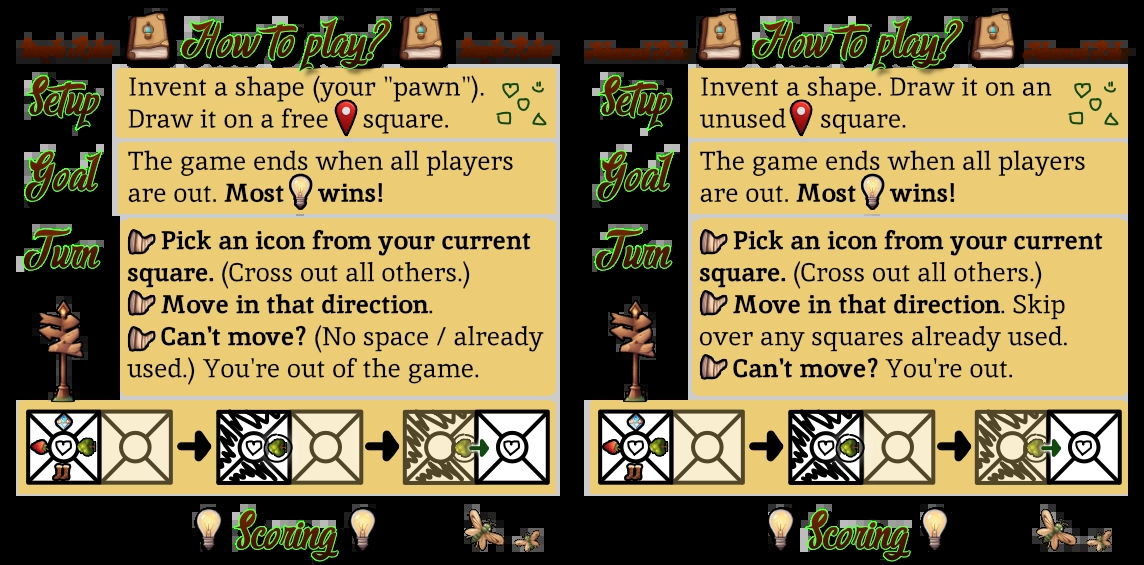 How To play?
Setup
Invent a shape (your "pawn").
Draw it on a free square.
Goal
The game ends when all players
are out. Most wins!
Turn
Pick an icon from your current
square. (Cross out all others.)
Move in that direction.
Can't move? (No space / already
used.) You're out of the game.
Scoring
How To play?
Setup
Invent a shape. Draw it on an
unused square.
Goal
The game ends when all players
are out. Most wins!
Turn
Pick an icon from your current
square. (Cross out all others.)
Move in that direction. Skip
over any squares already used.
Can't move? You're out.
Scoring